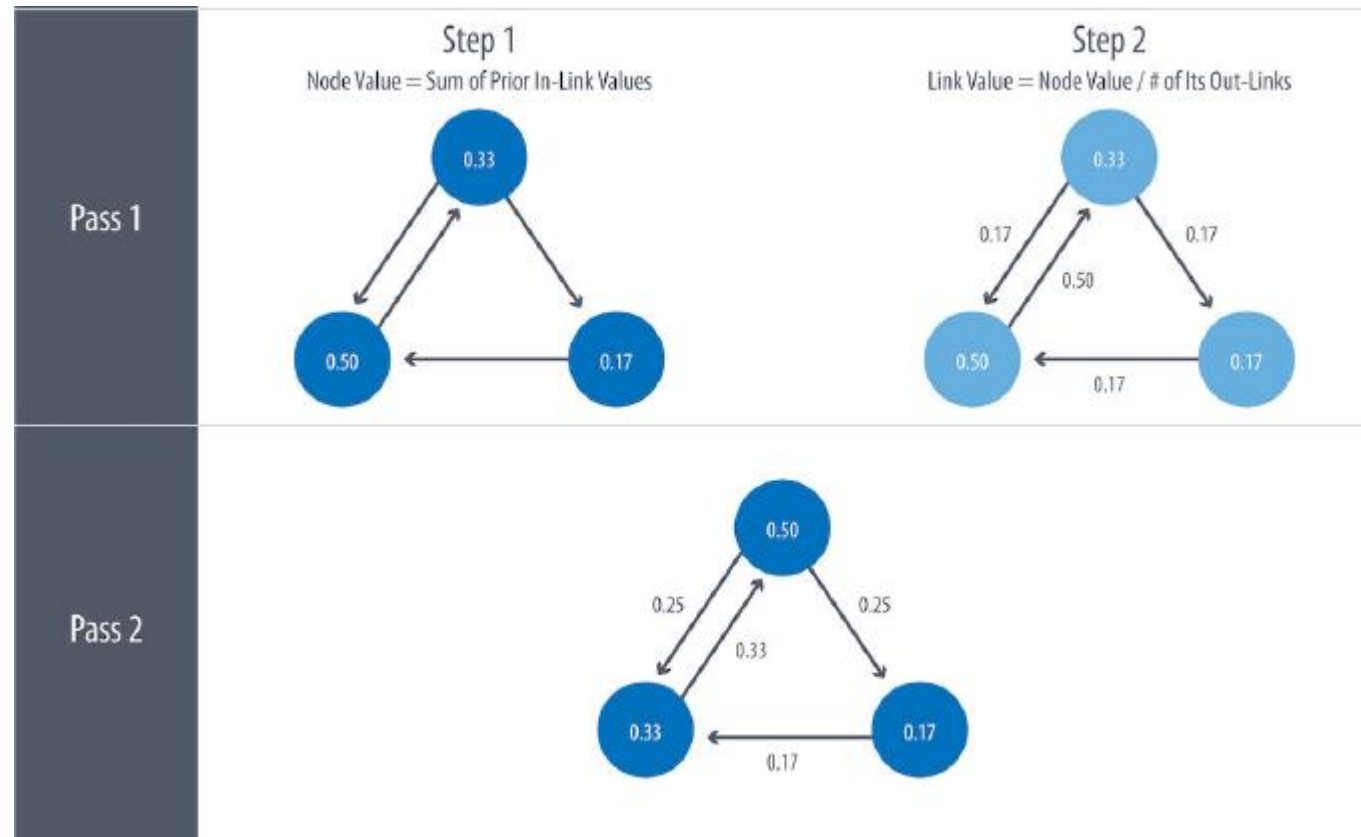 Step 1
Node Value = Sum of Prior In-Link Values
Step 2
Link Value = Node Value / # of Its Out-Links
Pass 1
0.33
0.50
0.17
0.33
0.17
0.17
0.50
0.50
0.17
0.17
Pass 2
0.50
0.25
0.25
0.33
0.33
0.17
0.17